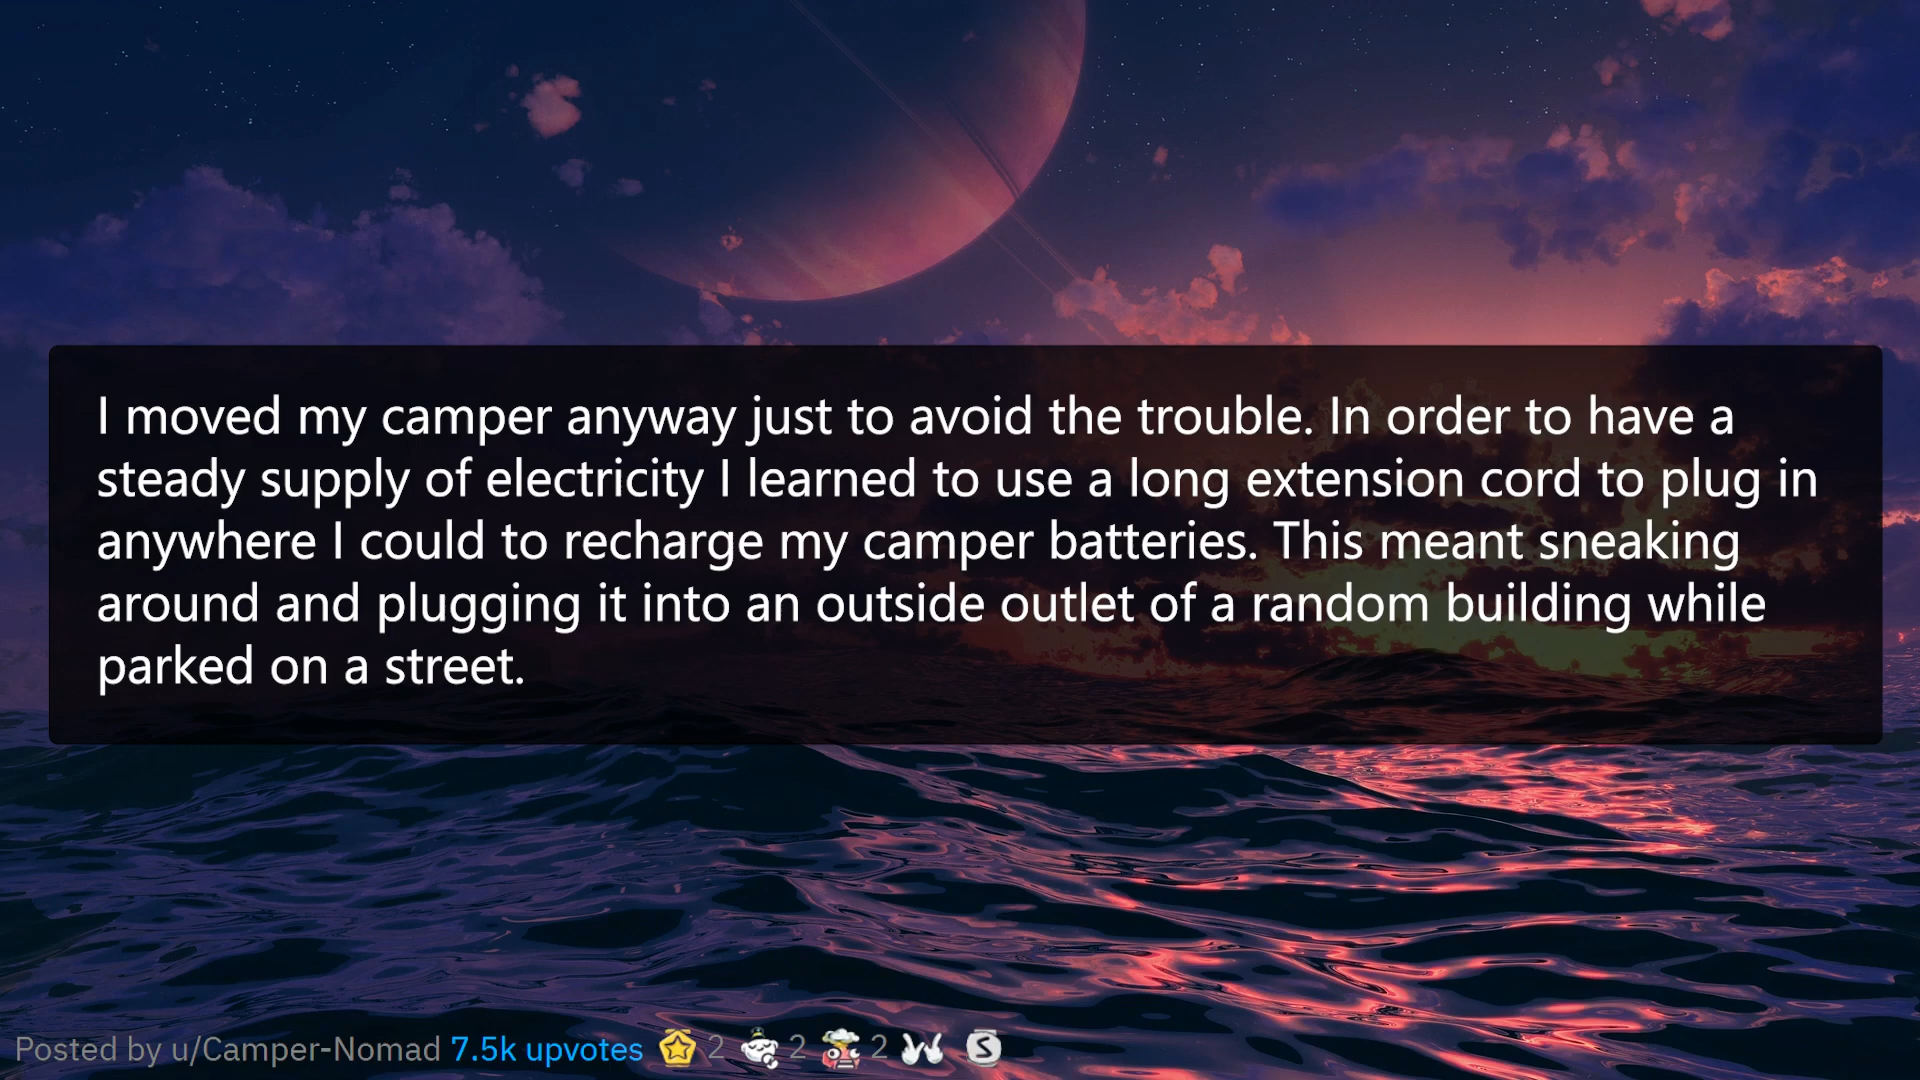 I moved my camper anyway just to avoid the trouble. In order to have a
steady supply of electricity I learned to use a long extension cord to plug in
anywhere I could to recharge my camper batteries. This meant sneaking
around and plugging it into an outside outlet of a random building while
parked on a street.
Posted by u/Camper-Nomad 7.5k upvotes 2 2 2 S